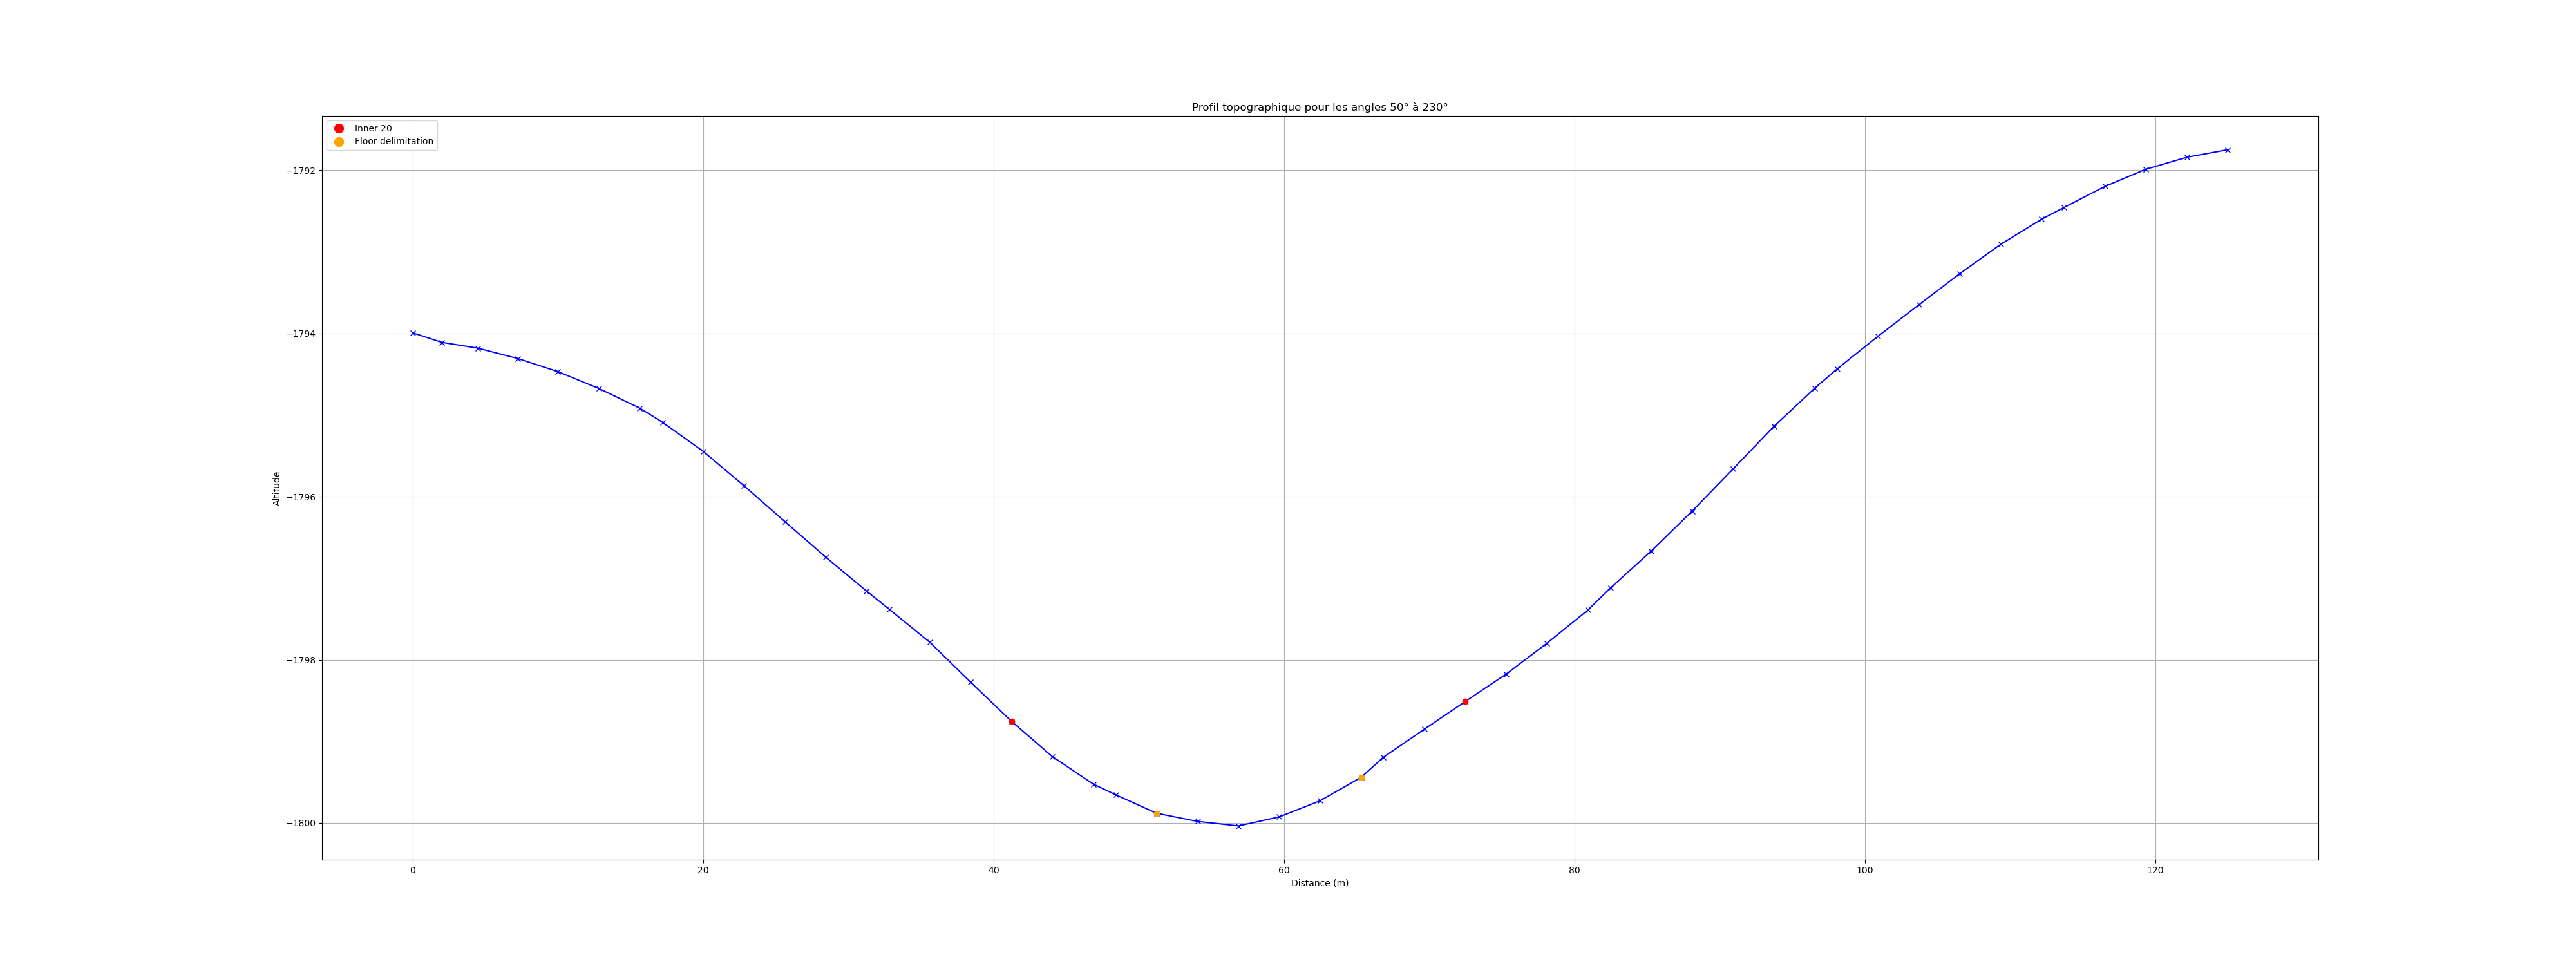 Profil topographique pour les angles 50° à 230°
Inner 20
Floor delimitation
−1792
−1794
−1796
−1798
−1800
Altitude
0 20 40 60 80 100 120
Distance (m)